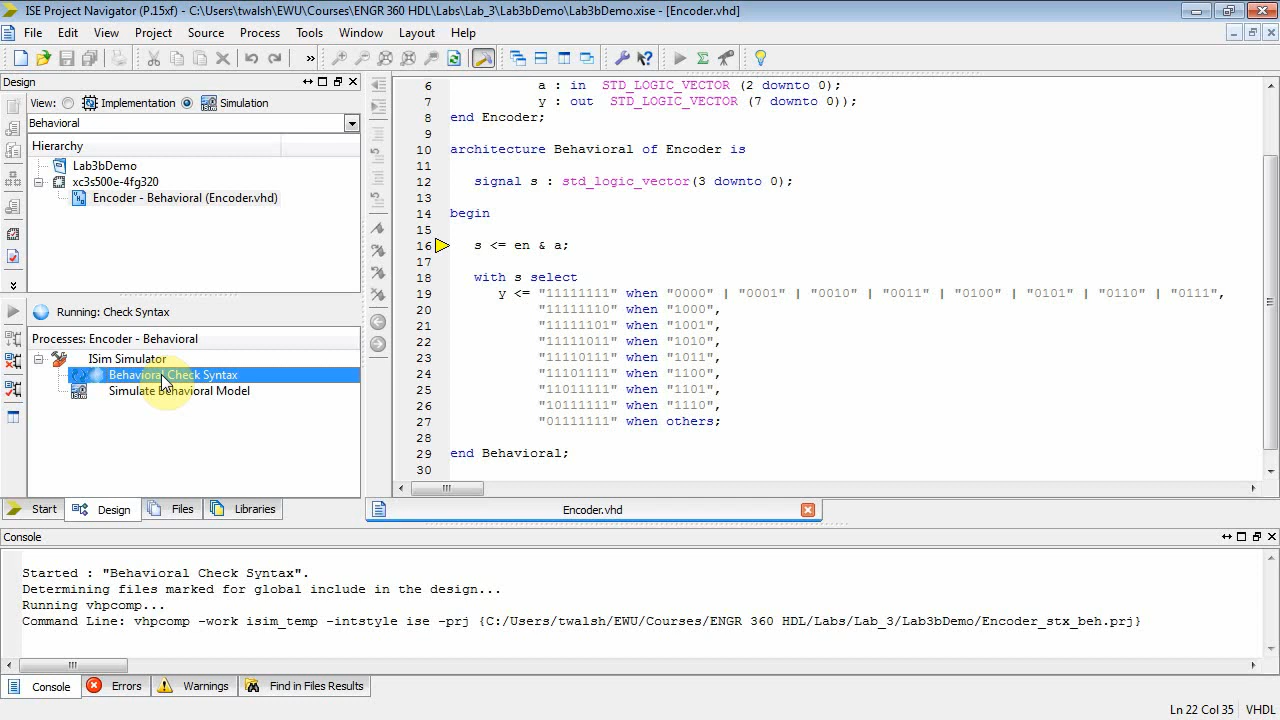 ISE Project Navigator (P.15xf) - C:\Users\twalsh\EWU\Courses\ENGR 360 HDL\Labs\Lab_3\Lab3bDemo\Lab3bDemo.xise - [Encoder.vhd]
File Edit View Project Source Process Tools Window Layout Help
»
Design
View: Implementation Simulation
Behavioral
Hierarchy
Lab3bDemo
xc3s500e-4fg320
Encoder - Behavioral (Encoder.vhd)
Running: Check Syntax
Processes: Encoder - Behavioral
ISim Simulator
Behavioral Check Syntax
Simulate Behavioral Model
Start Design Files Libraries
6 a : in STD_LOGIC_VECTOR (2 downto 0);
7 y : out STD_LOGIC_VECTOR (7 downto 0));
8 end Encoder;
9
10 architecture Behavioral of Encoder is
11
12 signal s : std_logic_vector(3 downto 0);
13
14 begin
15
16 s <= en & a;
17
18 with s select
19 y <= "11111111" when "0000" | "0001" | "0010" | "0011" | "0100" | "0101" | "0110" | "0111",
20 "11111110" when "1000",
21 "11111101" when "1001",
22 "11111011" when "1010",
23 "11110111" when "1011",
24 "11101111" when "1100",
25 "11011111" when "1101",
26 "10111111" when "1110",
27 "01111111" when others;
28
29 end Behavioral;
30
Encoder.vhd
Console
Started : "Behavioral Check Syntax".
Determining files marked for global include in the design...
Running vhpcomp...
Command Line: vhpcomp -work isim_temp -intstyle ise -prj {C:/Users/twalsh/EWU/Courses/ENGR 360 HDL/Labs/Lab_3/Lab3bDemo/Encoder_stx_beh.prj}
Console Errors Warnings Find in Files Results
Ln 22 Col 35 VHDL